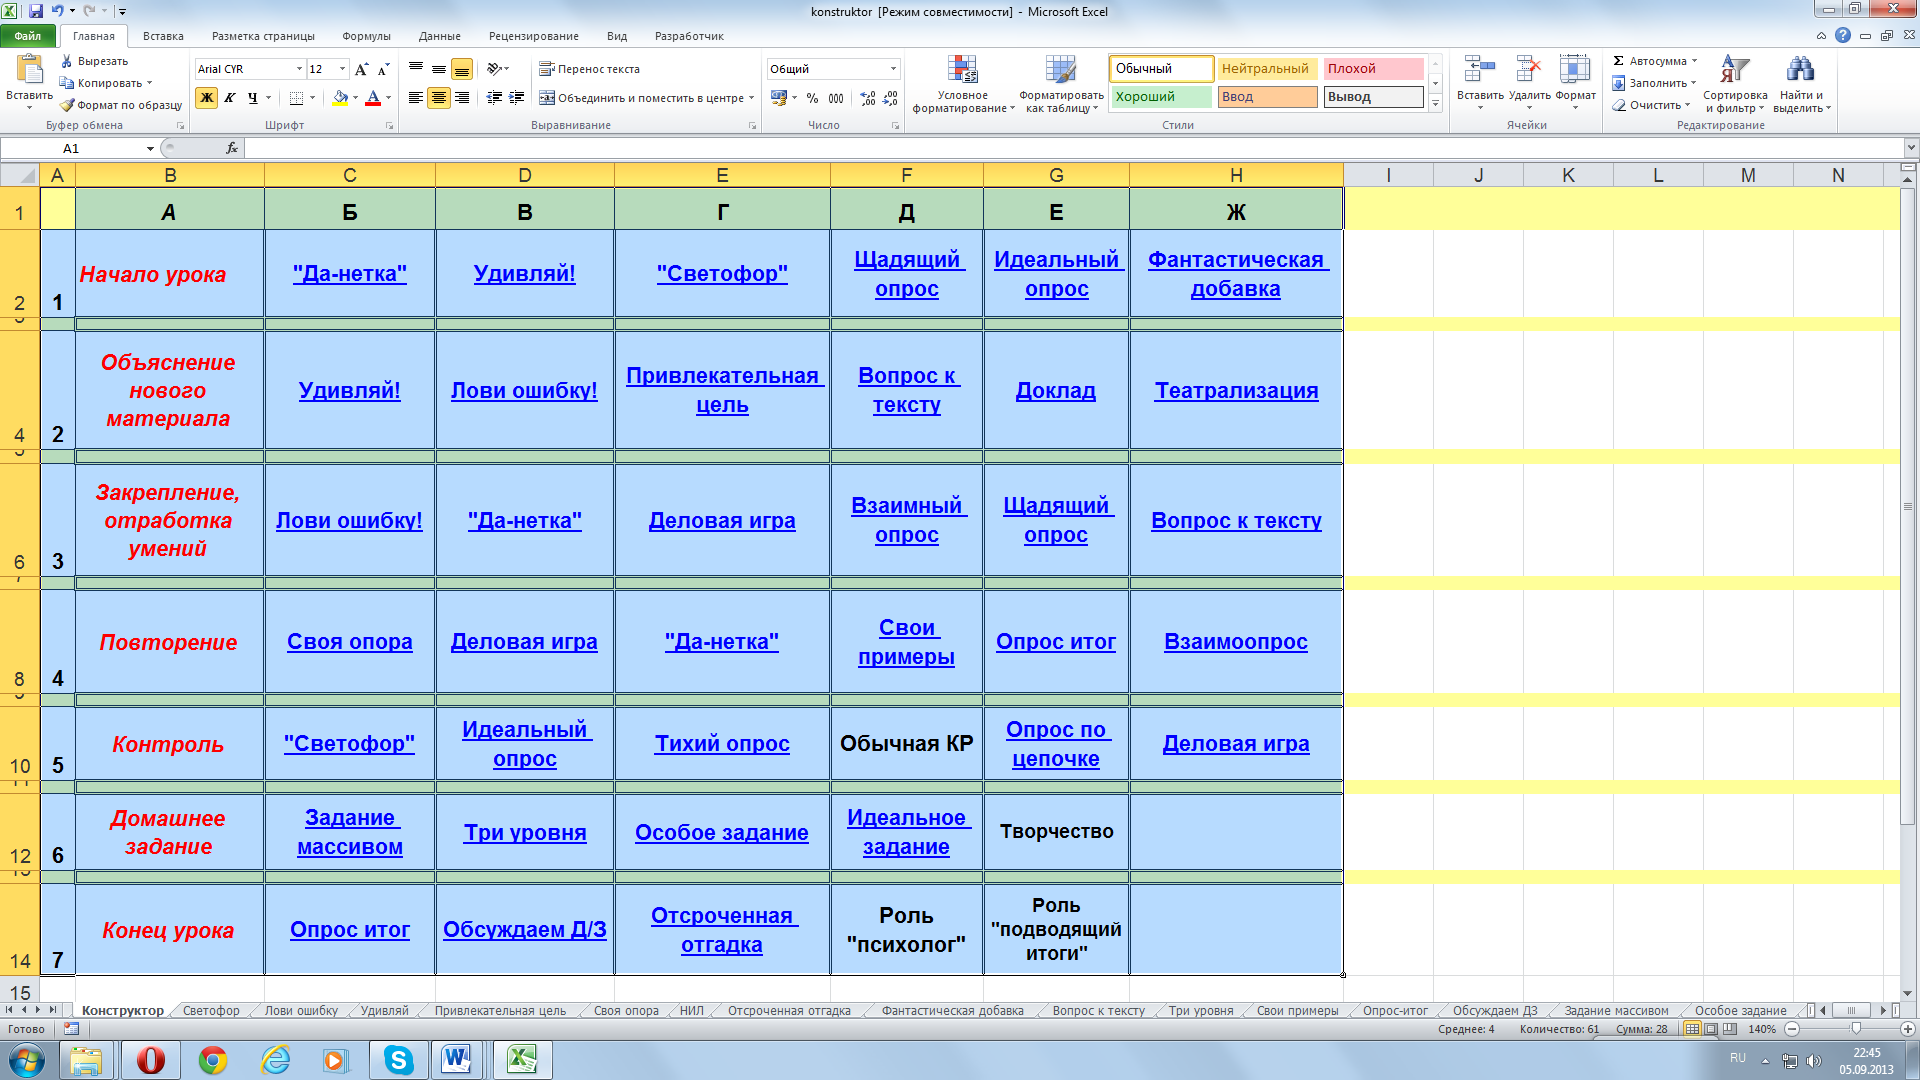 konstruktor [Режим совместимости] - Microsoft Excel
Файл Главная Вставка Разметка страницы Формулы Данные Рецензирование Вид Разработчик
Вставить
Вырезать
Копировать
Формат по образцу
Буфер обмена
Arial CYR 12
Ж К Ч
Шрифт
Перенос текста
Объединить и поместить в центре
Выравнивание
Общий
% 000
Число
Условное форматирование
Форматировать как таблицу
Обычный Нейтральный Плохой
Хороший Ввод Вывод
Стили
Вставить Удалить Формат
Ячейки
Автосумма
Заполнить
Очистить
Сортировка и фильтр
Найти и выделить
Редактирование
A1
A B C D E F G H I J K L M N
1 А Б В Г Д Е Ж
2 1 Начало урока "Да-нетка" Удивляй! "Светофор" Щадящий опрос Идеальный опрос Фантастическая добавка
4 2 Объяснение нового материала Удивляй! Лови ошибку! Привлекательная цель Вопрос к тексту Доклад Театрализация
6 3 Закрепление, отработка умений Лови ошибку! "Да-нетка" Деловая игра Взаимный опрос Щадящий опрос Вопрос к тексту
8 4 Повторение Своя опора Деловая игра "Да-нетка" Свои примеры Опрос итог Взаимоопрос
10 5 Контроль "Светофор" Идеальный опрос Тихий опрос Обычная КР Опрос по цепочке Деловая игра
12 6 Домашнее задание Задание массивом Три уровня Особое задание Идеальное задание Творчество
14 7 Конец урока Опрос итог Обсуждаем Д/З Отсроченная отгадка Роль "психолог" Роль "подводящий итоги"
15
Конструктор Светофор Лови ошибку Удивляй Привлекательная цель Своя опора НИЛ Отсроченная отгадка Фантастическая добавка Вопрос к тексту Три уровня Свои примеры Опрос-итог Обсуждаем ДЗ Задание массивом Особое задание
Готово Среднее: 4 Количество: 61 Сумма: 28 140%
RU 22:45
05.09.2013